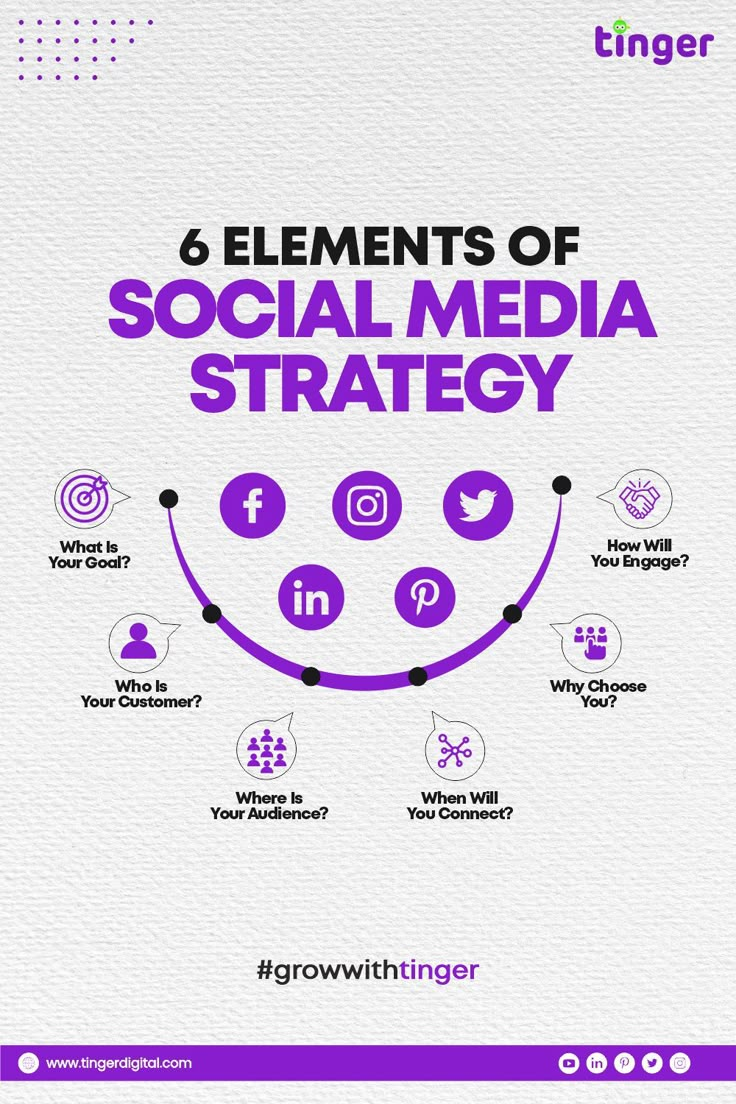 tinger
6 ELEMENTS OF
SOCIAL MEDIA
STRATEGY
What Is
Your Goal?
Who Is
Your Customer?
Where Is
Your Audience?
When Will
You Connect?
Why Choose
You?
How Will
You Engage?
#growwithtinger
www.tingerdigital.com